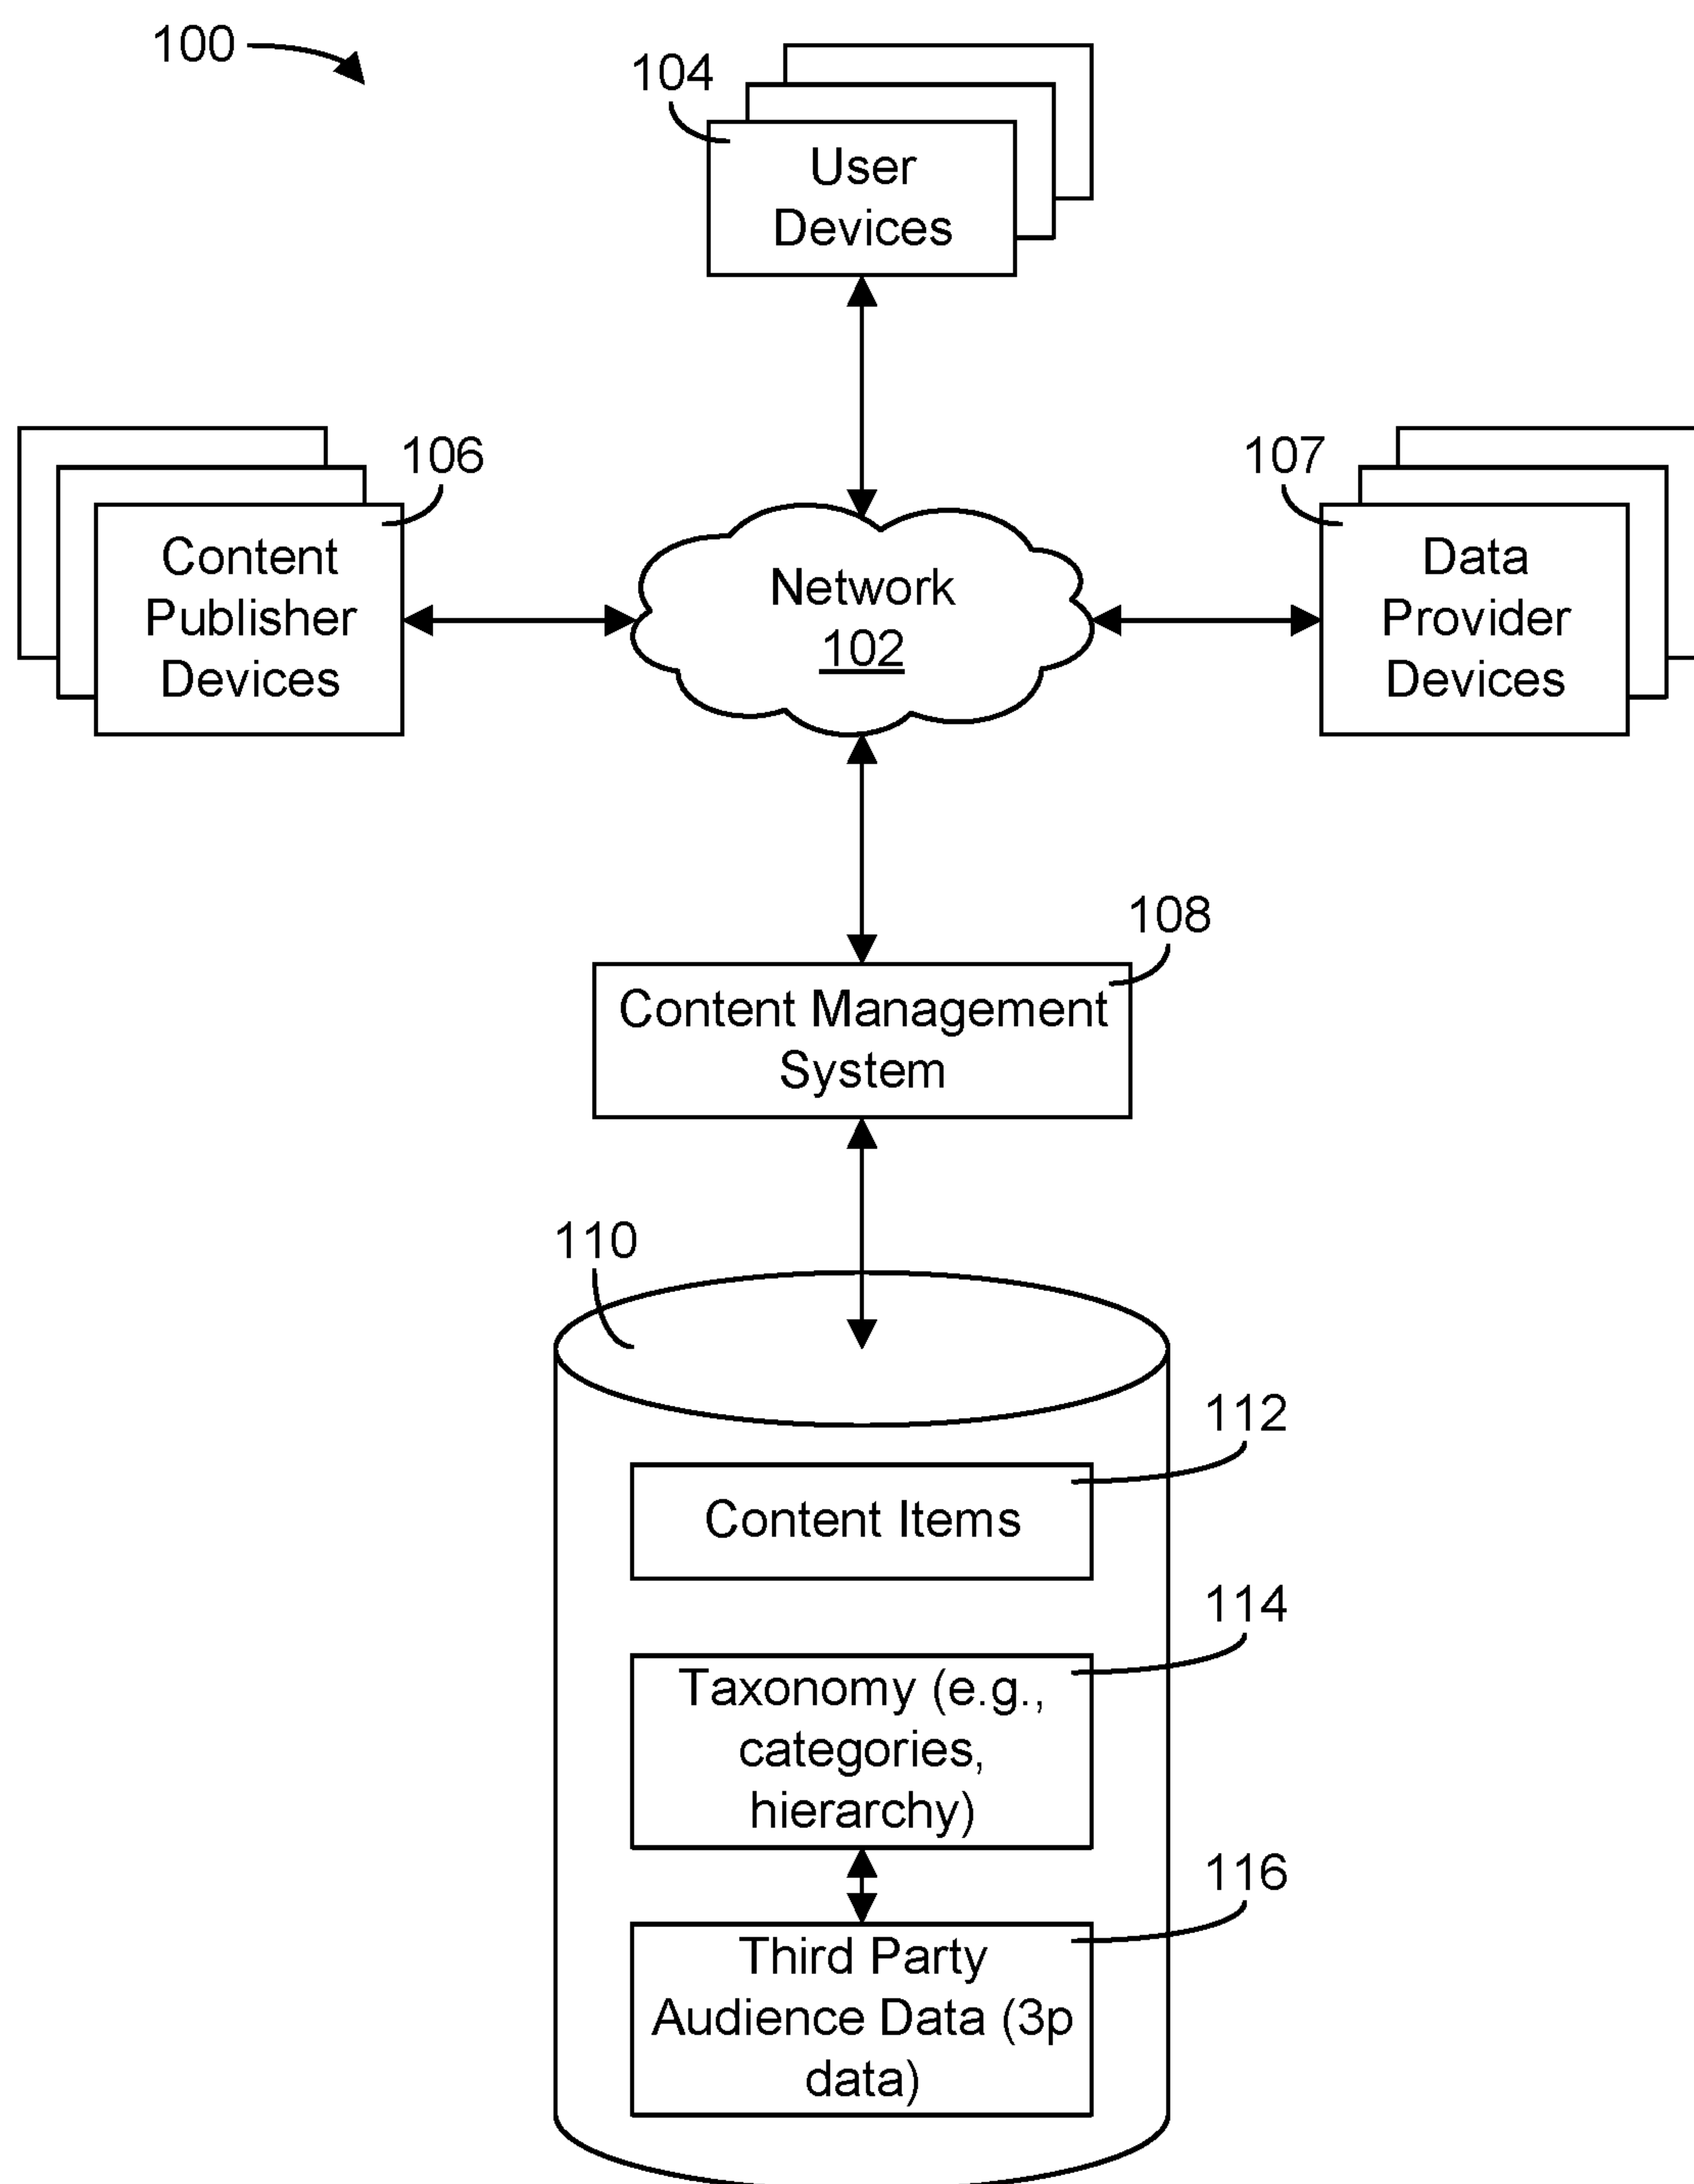 100
104
User
Devices
106
107
Content
Publisher
Devices
Network
102
Data
Provider
Devices
108
Content Management
System
110
112
Content Items
114
Taxonomy (e.g.,
categories,
hierarchy)
116
Third Party
Audience Data (3p
data)